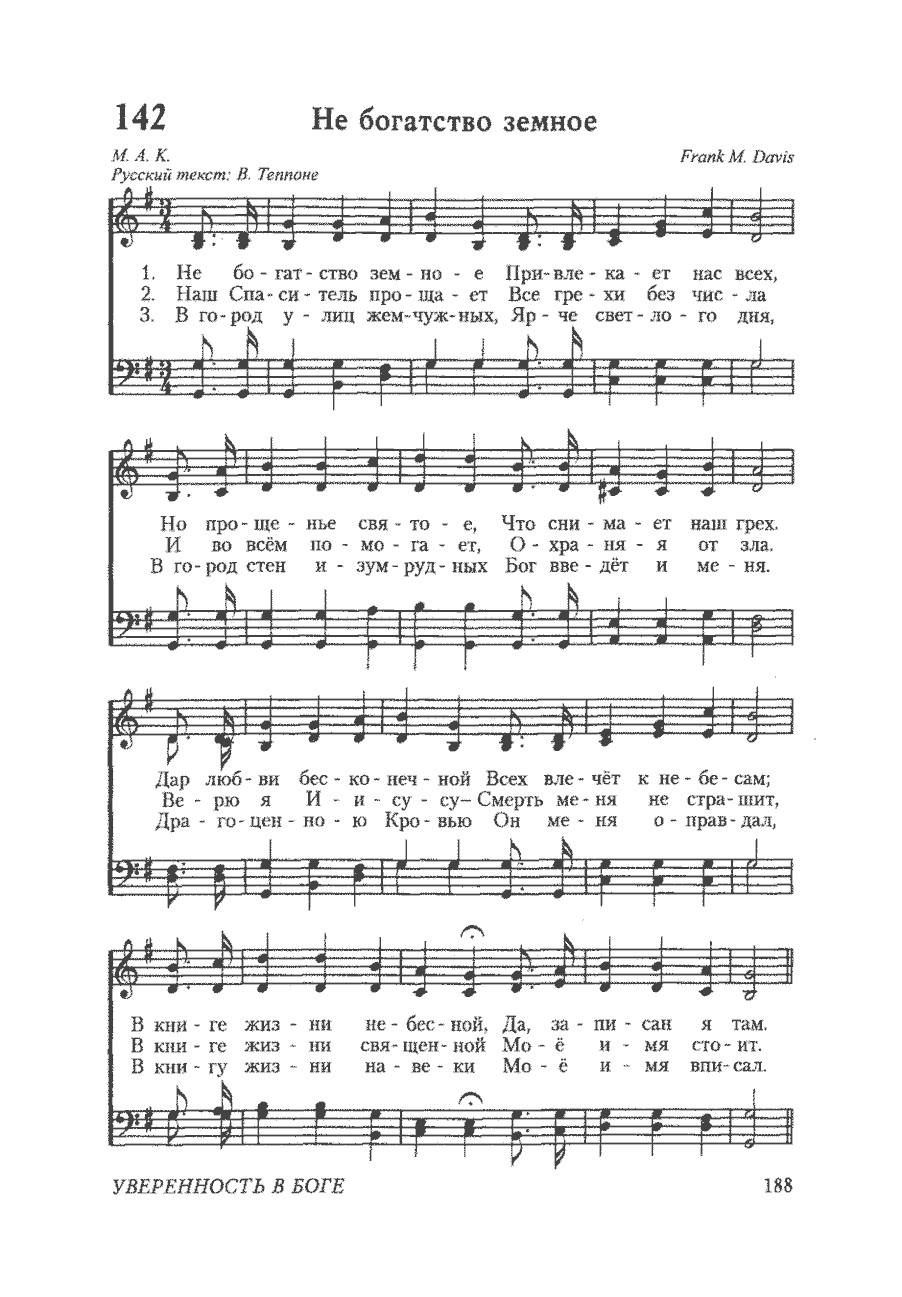 142 Не богатство земное
М. А. К. Frank M. Davis
Русский текст: В. Теппоне
1. Не бо - гат - ство зем - но - е При - вле - ка - ет нас всех,
2. Наш Спа - си - тель про - ща - ет Все гре - хи без чис - ла
3. В го - род у - лиц жем - чуж - ных, Яр - че свет - ло - го дня,
Но про - ще - нье свя - то - е, Что сни - ма - ет наш грех.
И во всём по - мо - га - ет, О - хра - ня - я от зла.
В го - род стен и - зум - руд - ных Бог вве - дёт и ме - ня.
Дар люб - ви бес - ко - неч - ной Всех вле - чёт к не - бе - сам;
Ве - рю я И - и - су - су– Смерть ме - ня не стра - шит,
Дра - го - цен - но - ю Кро - вью Он ме - ня о - прав - дал,
В кни - ге жиз - ни не - бес - ной, Да, за - пи - сан я там.
В кни - ге жиз - ни свя - щен - ной Мо - ё и - мя сто - ит.
В кни - гу жиз - ни на - ве - ки Мо - ё и - мя впи - сал.
УВЕРЕННОСТЬ В БОГЕ 188